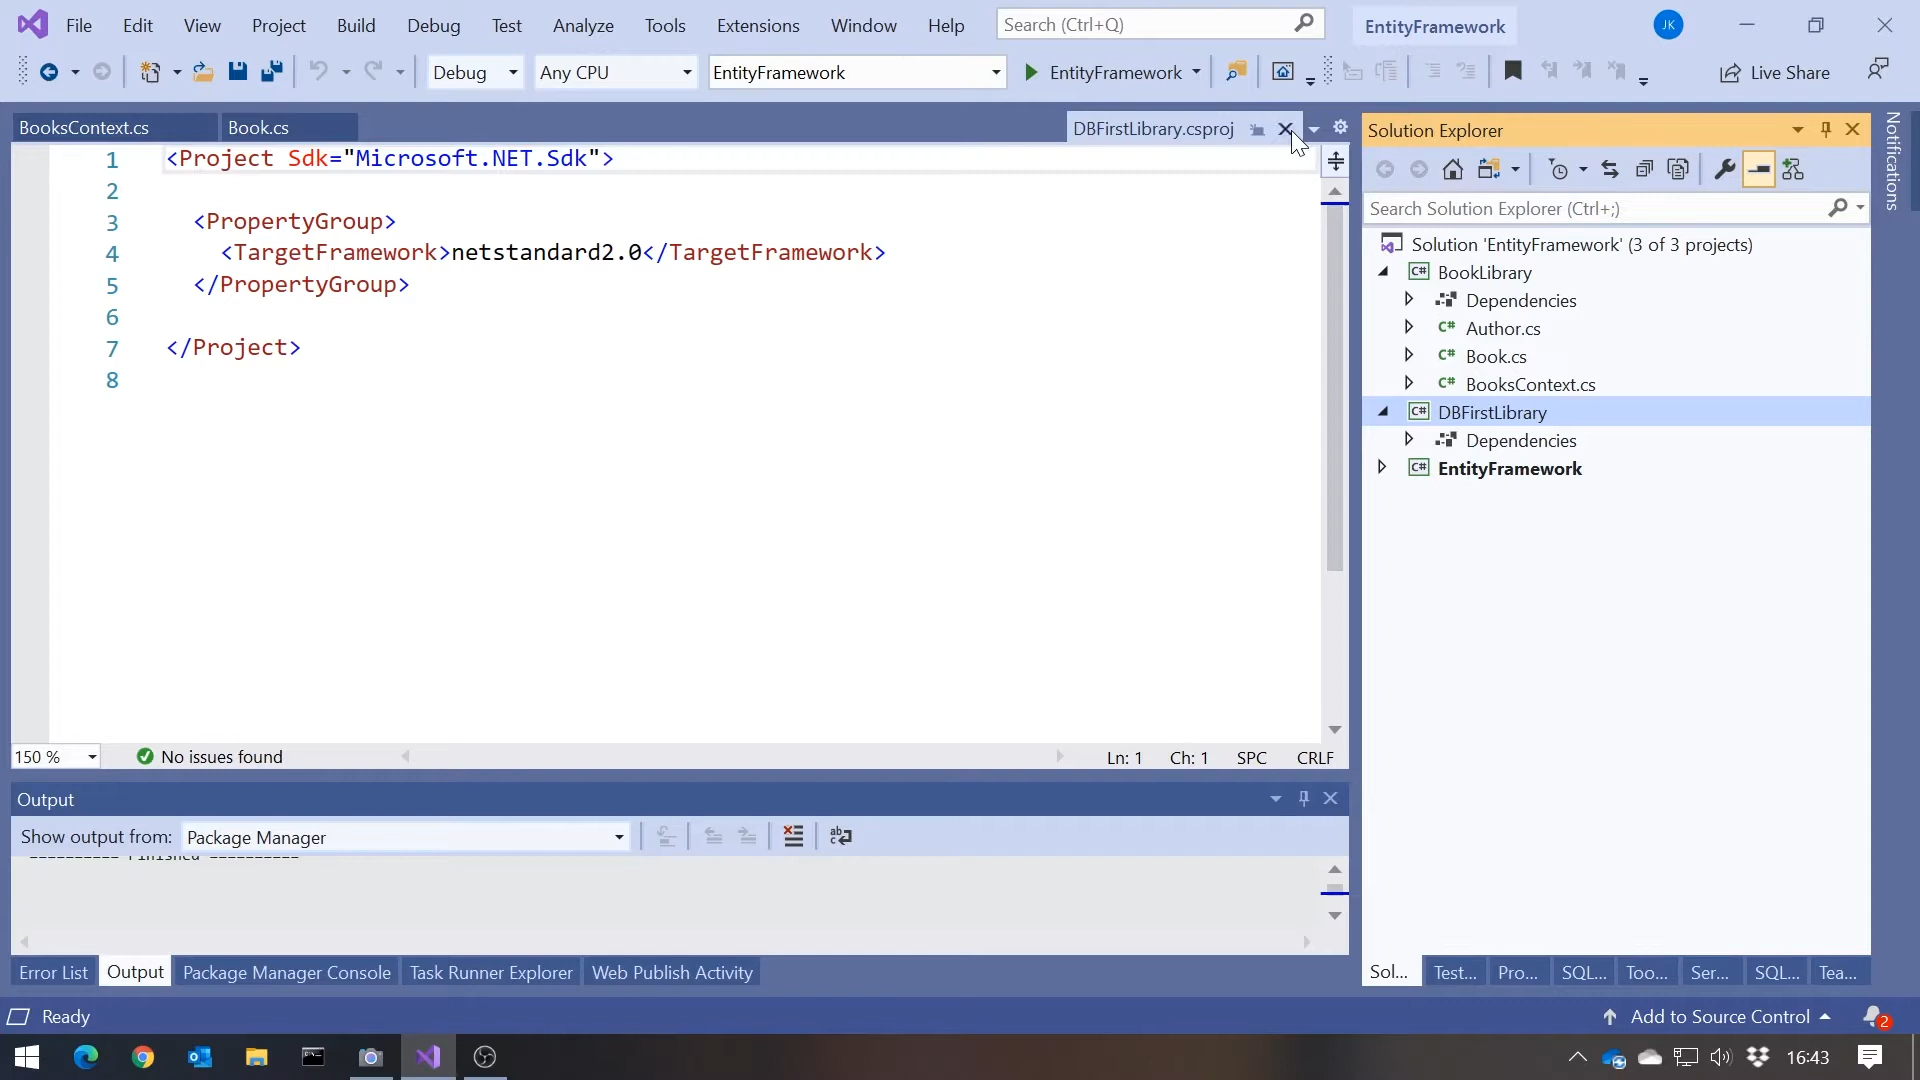 File Edit View Project Build Debug Test Analyze Tools Extensions Window Help Search (Ctrl+Q) EntityFramework JK
Debug Any CPU EntityFramework EntityFramework Live Share
BooksContext.cs Book.cs DBFirstLibrary.csproj
1 <Project Sdk="Microsoft.NET.Sdk">
2
3 <PropertyGroup>
4 <TargetFramework>netstandard2.0</TargetFramework>
5 </PropertyGroup>
6
7 </Project>
8
150 % No issues found Ln: 1 Ch: 1 SPC CRLF
Output
Show output from: Package Manager
========== Finished ==========
Error List Output Package Manager Console Task Runner Explorer Web Publish Activity
Solution Explorer
Search Solution Explorer (Ctrl+;)
Solution 'EntityFramework' (3 of 3 projects)
C# BookLibrary
Dependencies
C# Author.cs
C# Book.cs
C# BooksContext.cs
C# DBFirstLibrary
Dependencies
C# EntityFramework
Sol... Test... Pro... SQL... Too... Ser... SQL... Tea...
Notifications
Ready Add to Source Control 2
16:43